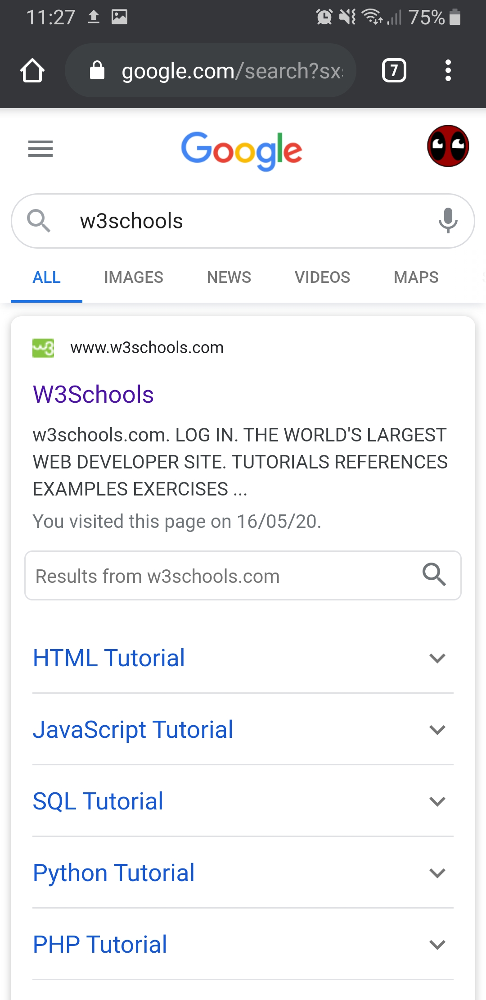 11:27 75%
google.com/search?sx
7
Google
w3schools
ALL IMAGES NEWS VIDEOS MAPS
w3 www.w3schools.com
W3Schools
w3schools.com. LOG IN. THE WORLD'S LARGEST
WEB DEVELOPER SITE. TUTORIALS REFERENCES
EXAMPLES EXERCISES ...
You visited this page on 16/05/20.
Results from w3schools.com
HTML Tutorial
JavaScript Tutorial
SQL Tutorial
Python Tutorial
PHP Tutorial